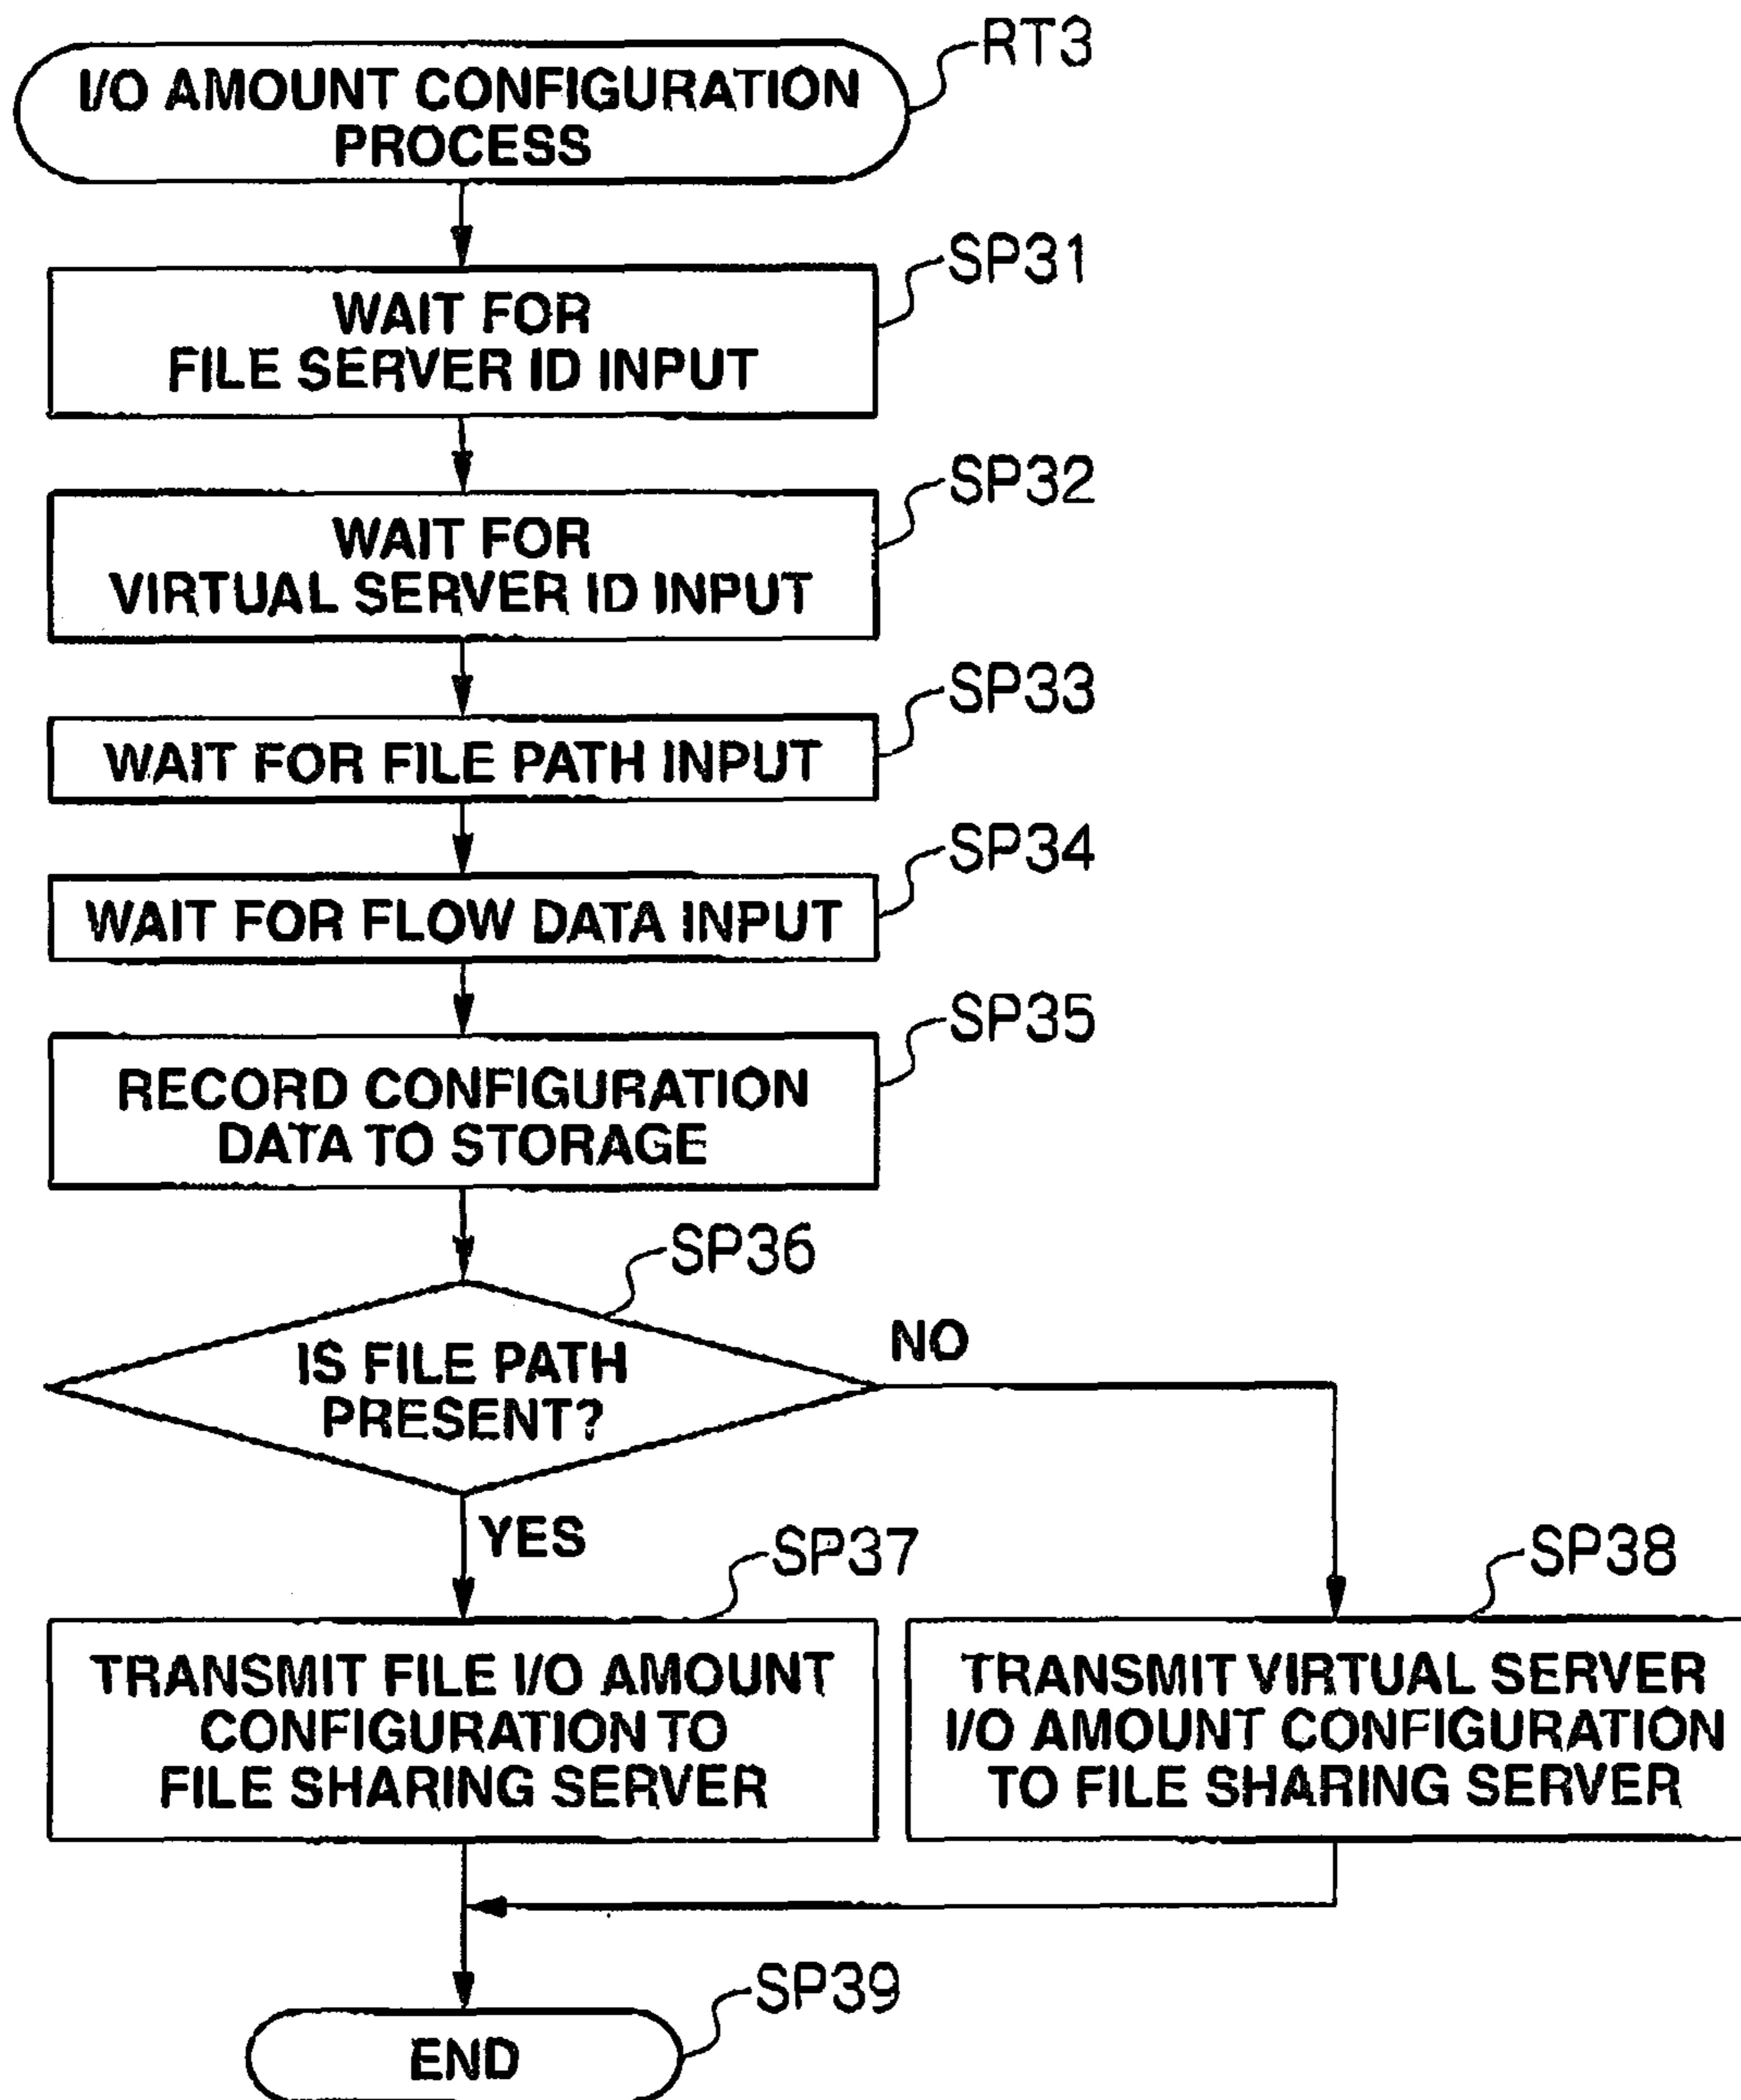 RT3
I/O AMOUNT CONFIGURATION
PROCESS
SP31
WAIT FOR
FILE SERVER ID INPUT
SP32
WAIT FOR
VIRTUAL SERVER ID INPUT
SP33
WAIT FOR FILE PATH INPUT
SP34
WAIT FOR FLOW DATA INPUT
SP35
RECORD CONFIGURATION
DATA TO STORAGE
SP36
IS FILE PATH
PRESENT?
NO
YES
SP37
TRANSMIT FILE I/O AMOUNT
CONFIGURATION TO
FILE SHARING SERVER
SP38
TRANSMIT VIRTUAL SERVER
I/O AMOUNT CONFIGURATION
TO FILE SHARING SERVER
SP39
END